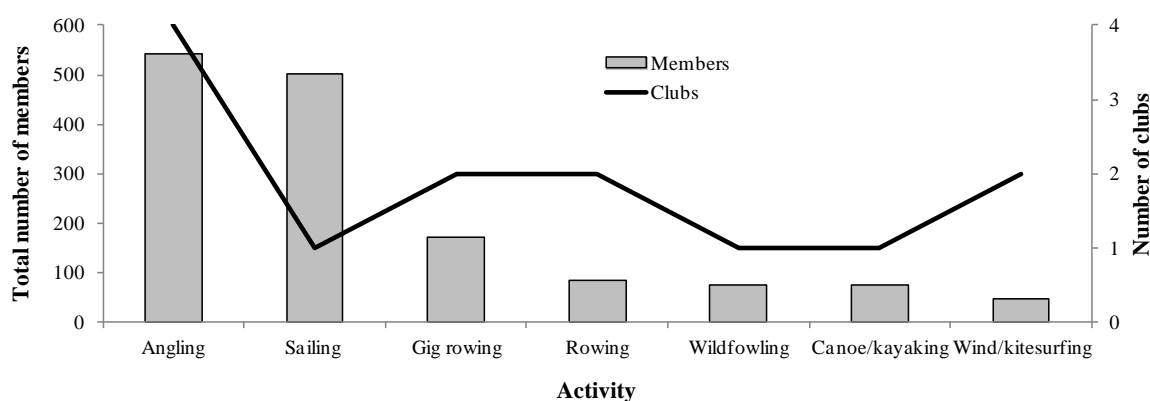 600
500
400
300
200
100
0
Total number of members
4
3
2
1
0
Number of clubs
Members
Clubs
Angling
Sailing
Gig rowing
Rowing
Wildfowling
Canoe/kayaking
Wind/kitesurfing
Activity